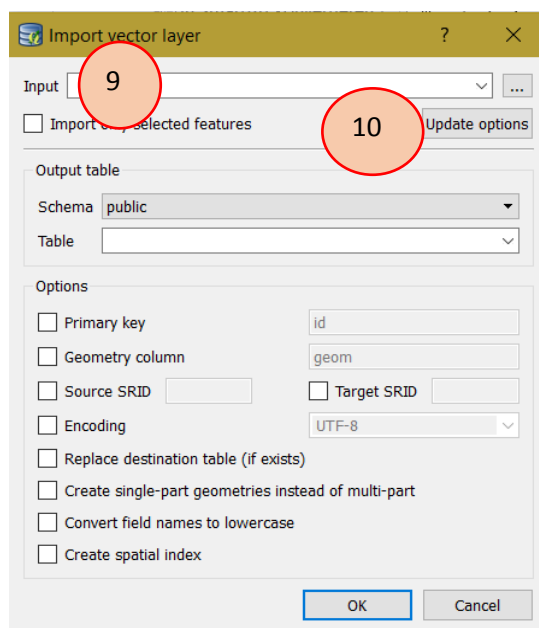 Import vector layer ?
Input 9 ...
Import only selected features 10 Update options
Output table
Schema public
Table
Options
Primary key id
Geometry column geom
Source SRID Target SRID
Encoding UTF-8
Replace destination table (if exists)
Create single-part geometries instead of multi-part
Convert field names to lowercase
Create spatial index
OK Cancel